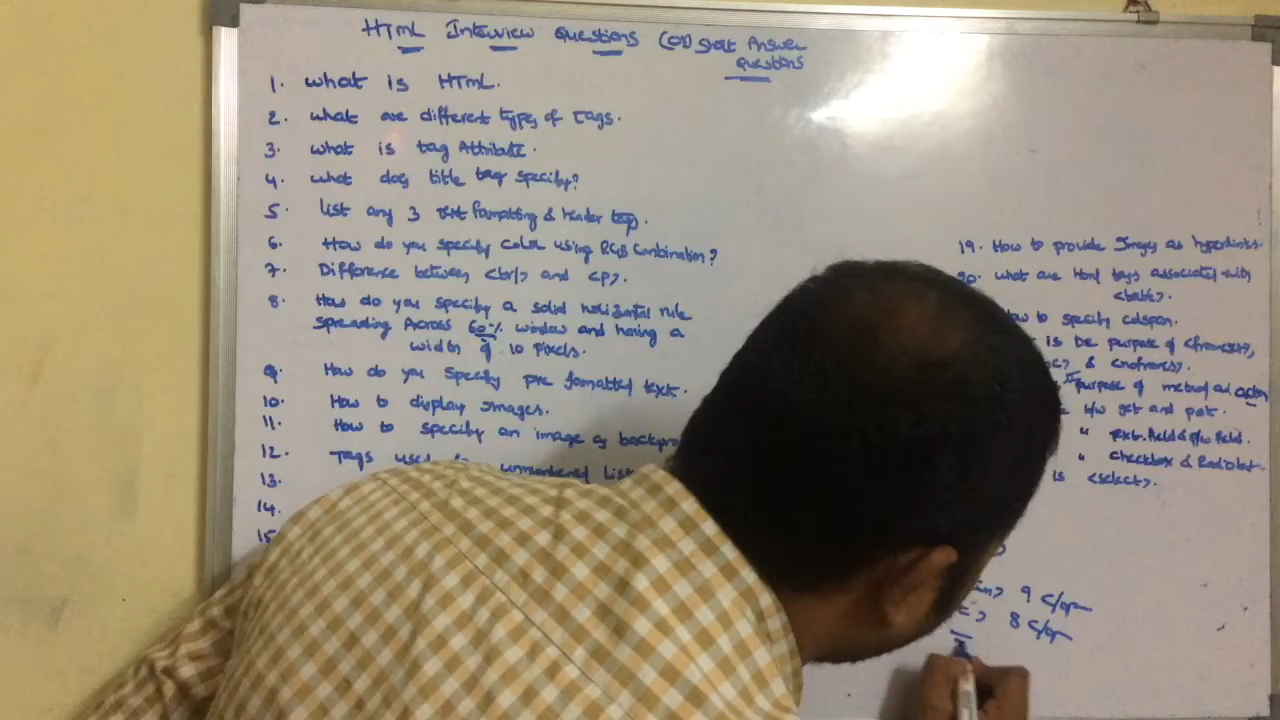 HTML Interview Questions (or) Short Answer
questions
1. What is HTML.
2. what are different types of Tags.
3. what is tag Attribute.
4. what does title tag specify?
5. List any 3 text formatting & header tags.
6. How do you specify color using RGB Combination?
7. Difference between <br/> and <p>.
8. How do you specify a solid horizontal rule
spreading Across 60% window and having a
width of 10 pixels.
9. How do you specify pre formatted text.
10. How to display Images.
11. How to specify an image as backgro
12. Tags used unnordered List
13.
14.
15
19. How to provide Images as hyperlinks.
20. what are html tags associated with
<table>.
to specify colspan.
is the purpose of <frameset>,
& <noframes>.
purpose of method and action
b/w get and post.
" text field & p/w field.
" checkbox & Radio
is <select>.
9 c/op
8 c/op